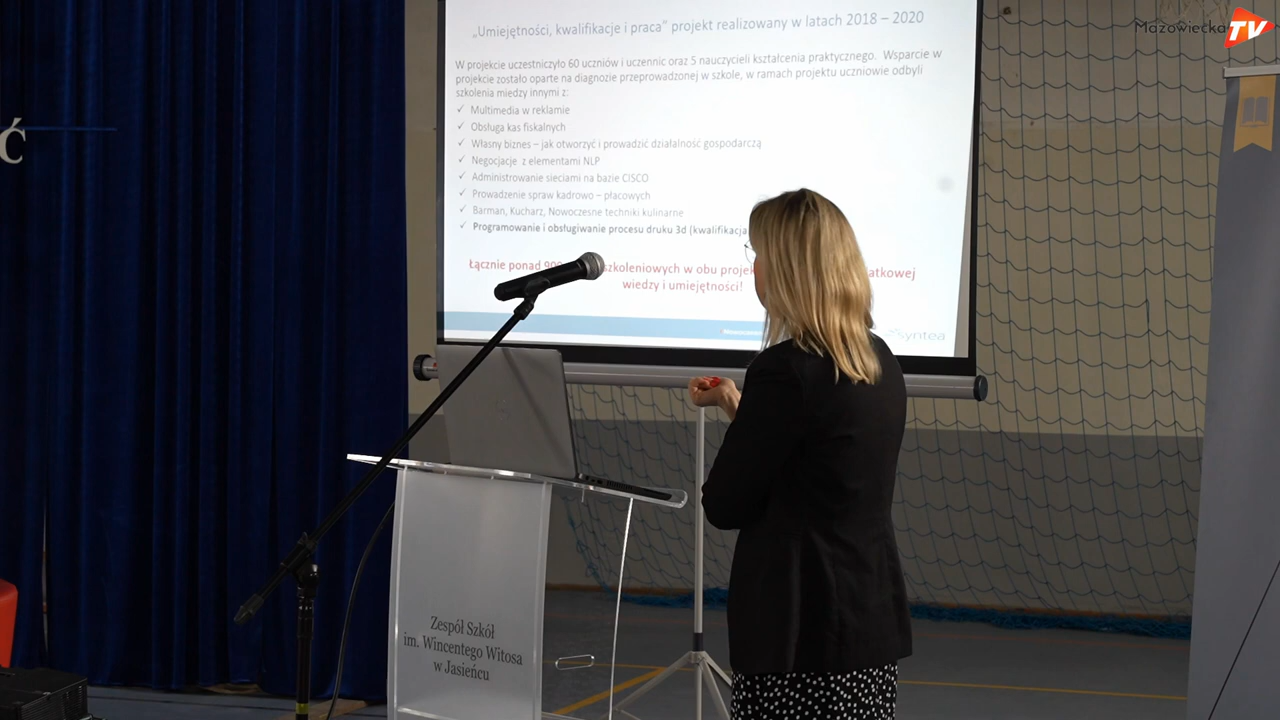 Mazowiecka TV
„Umiejętności, kwalifikacje i praca” projekt realizowany w latach 2018 – 2020
W projekcie uczestniczyło 60 uczniów i uczennic oraz 5 nauczycieli kształcenia praktycznego. Wsparcie w
projekcie zostało oparte na diagnozie przeprowadzonej w szkole, w ramach projektu uczniowie odbyli
szkolenia miedzy innymi z:
✓ Multimedia w reklamie
✓ Obsługa kas fiskalnych
✓ Własny biznes – jak otworzyć i prowadzić działalność gospodarczą
✓ Negocjacje z elementami NLP
✓ Administrowanie sieciami na bazie CISCO
✓ Prowadzenie spraw kadrowo – płacowych
✓ Barman, Kucharz, Nowoczesne techniki kulinarne
✓ Programowanie i obsługiwanie procesu druku 3d (kwalifikacja
Łącznie ponad szkoleniowych w obu
wiedzy i umiejętności!
syntea
Ć
Zespół Szkół
im. Wincentego Witosa
w Jasieńcu